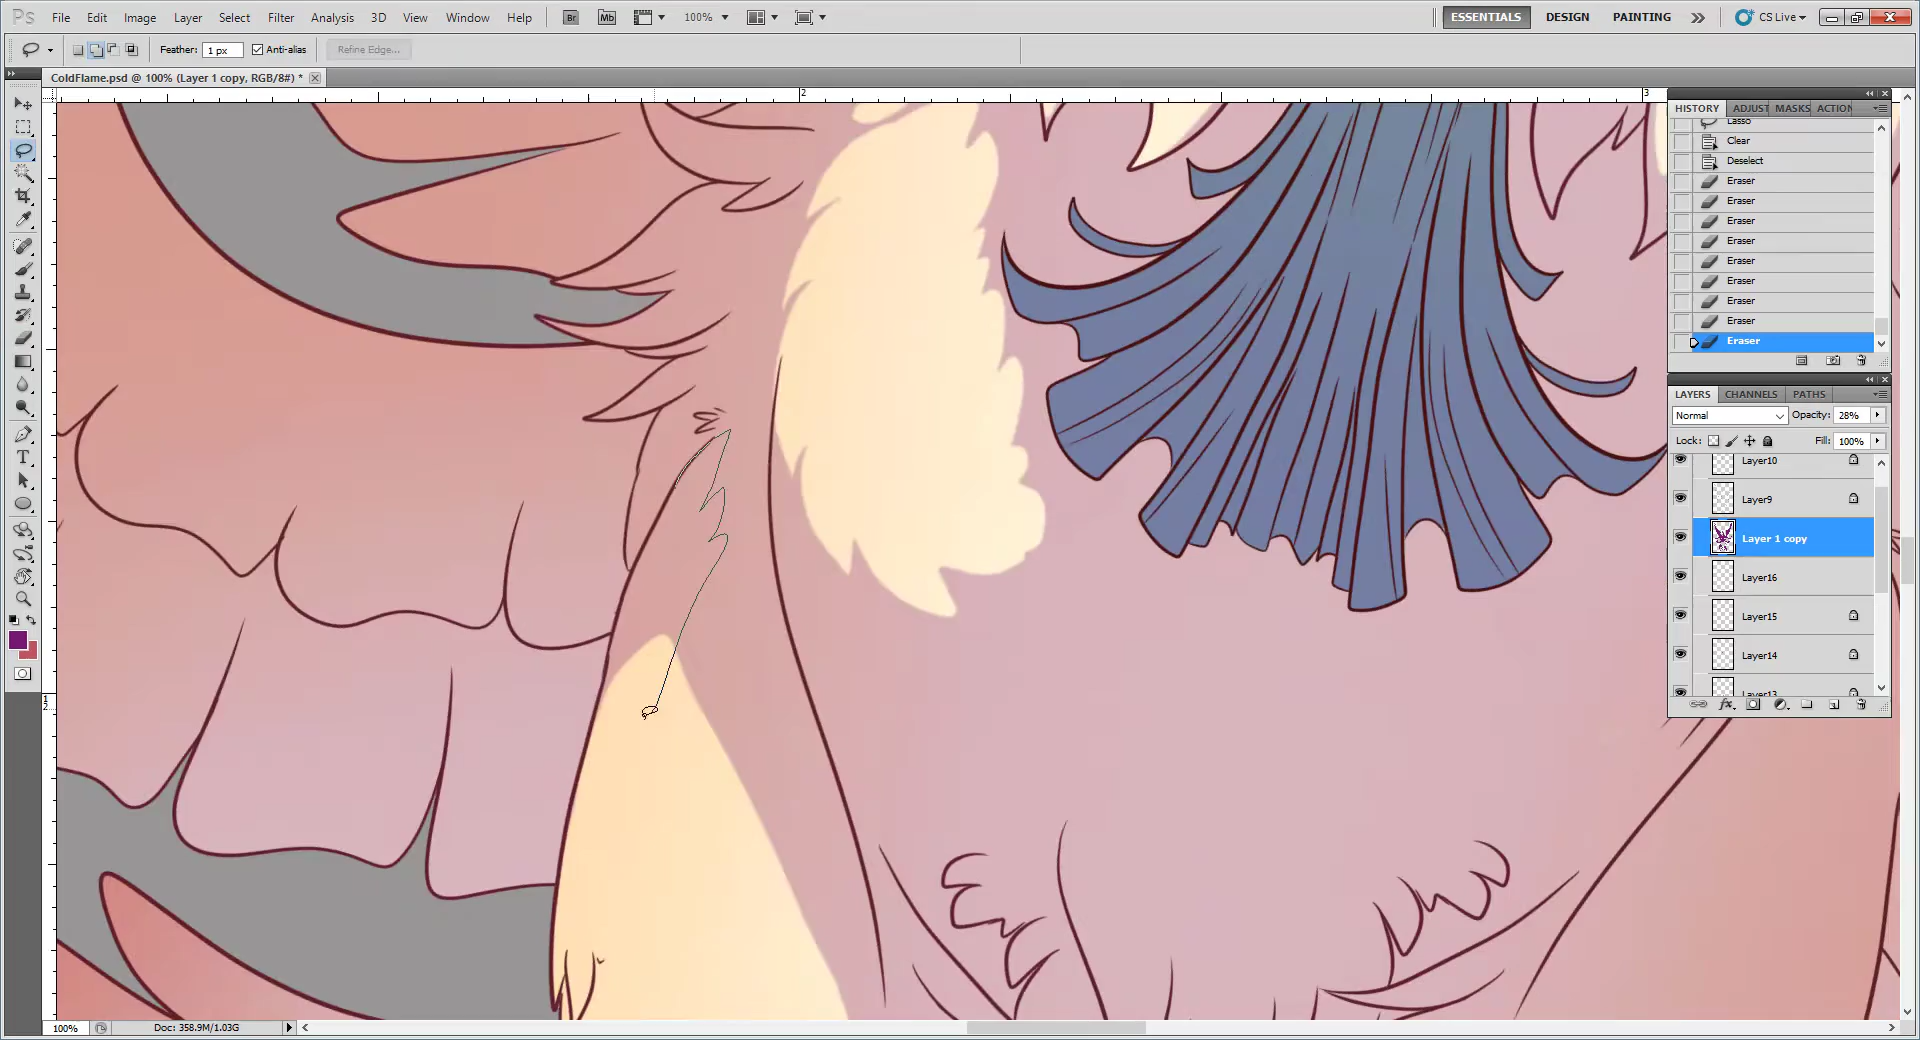 Ps File Edit Image Layer Select Filter Analysis 3D View Window Help Br Mb 100% ESSENTIALS DESIGN PAINTING CS Live
Feather: 1 px Anti-alias Refine Edge...
ColdFlame.psd @ 100% (Layer 1 copy, RGB/8#) *
2 3
HISTORY ADJUST MASKS ACTION
Lasso
Clear
Deselect
Eraser
Eraser
Eraser
Eraser
Eraser
Eraser
Eraser
Eraser
Eraser
LAYERS CHANNELS PATHS
Normal Opacity: 28%
Lock: Fill: 100%
Layer10
Layer9
Layer 1 copy
Layer16
Layer15
Layer14
Layer13
100% Doc: 358.9M/1.03G